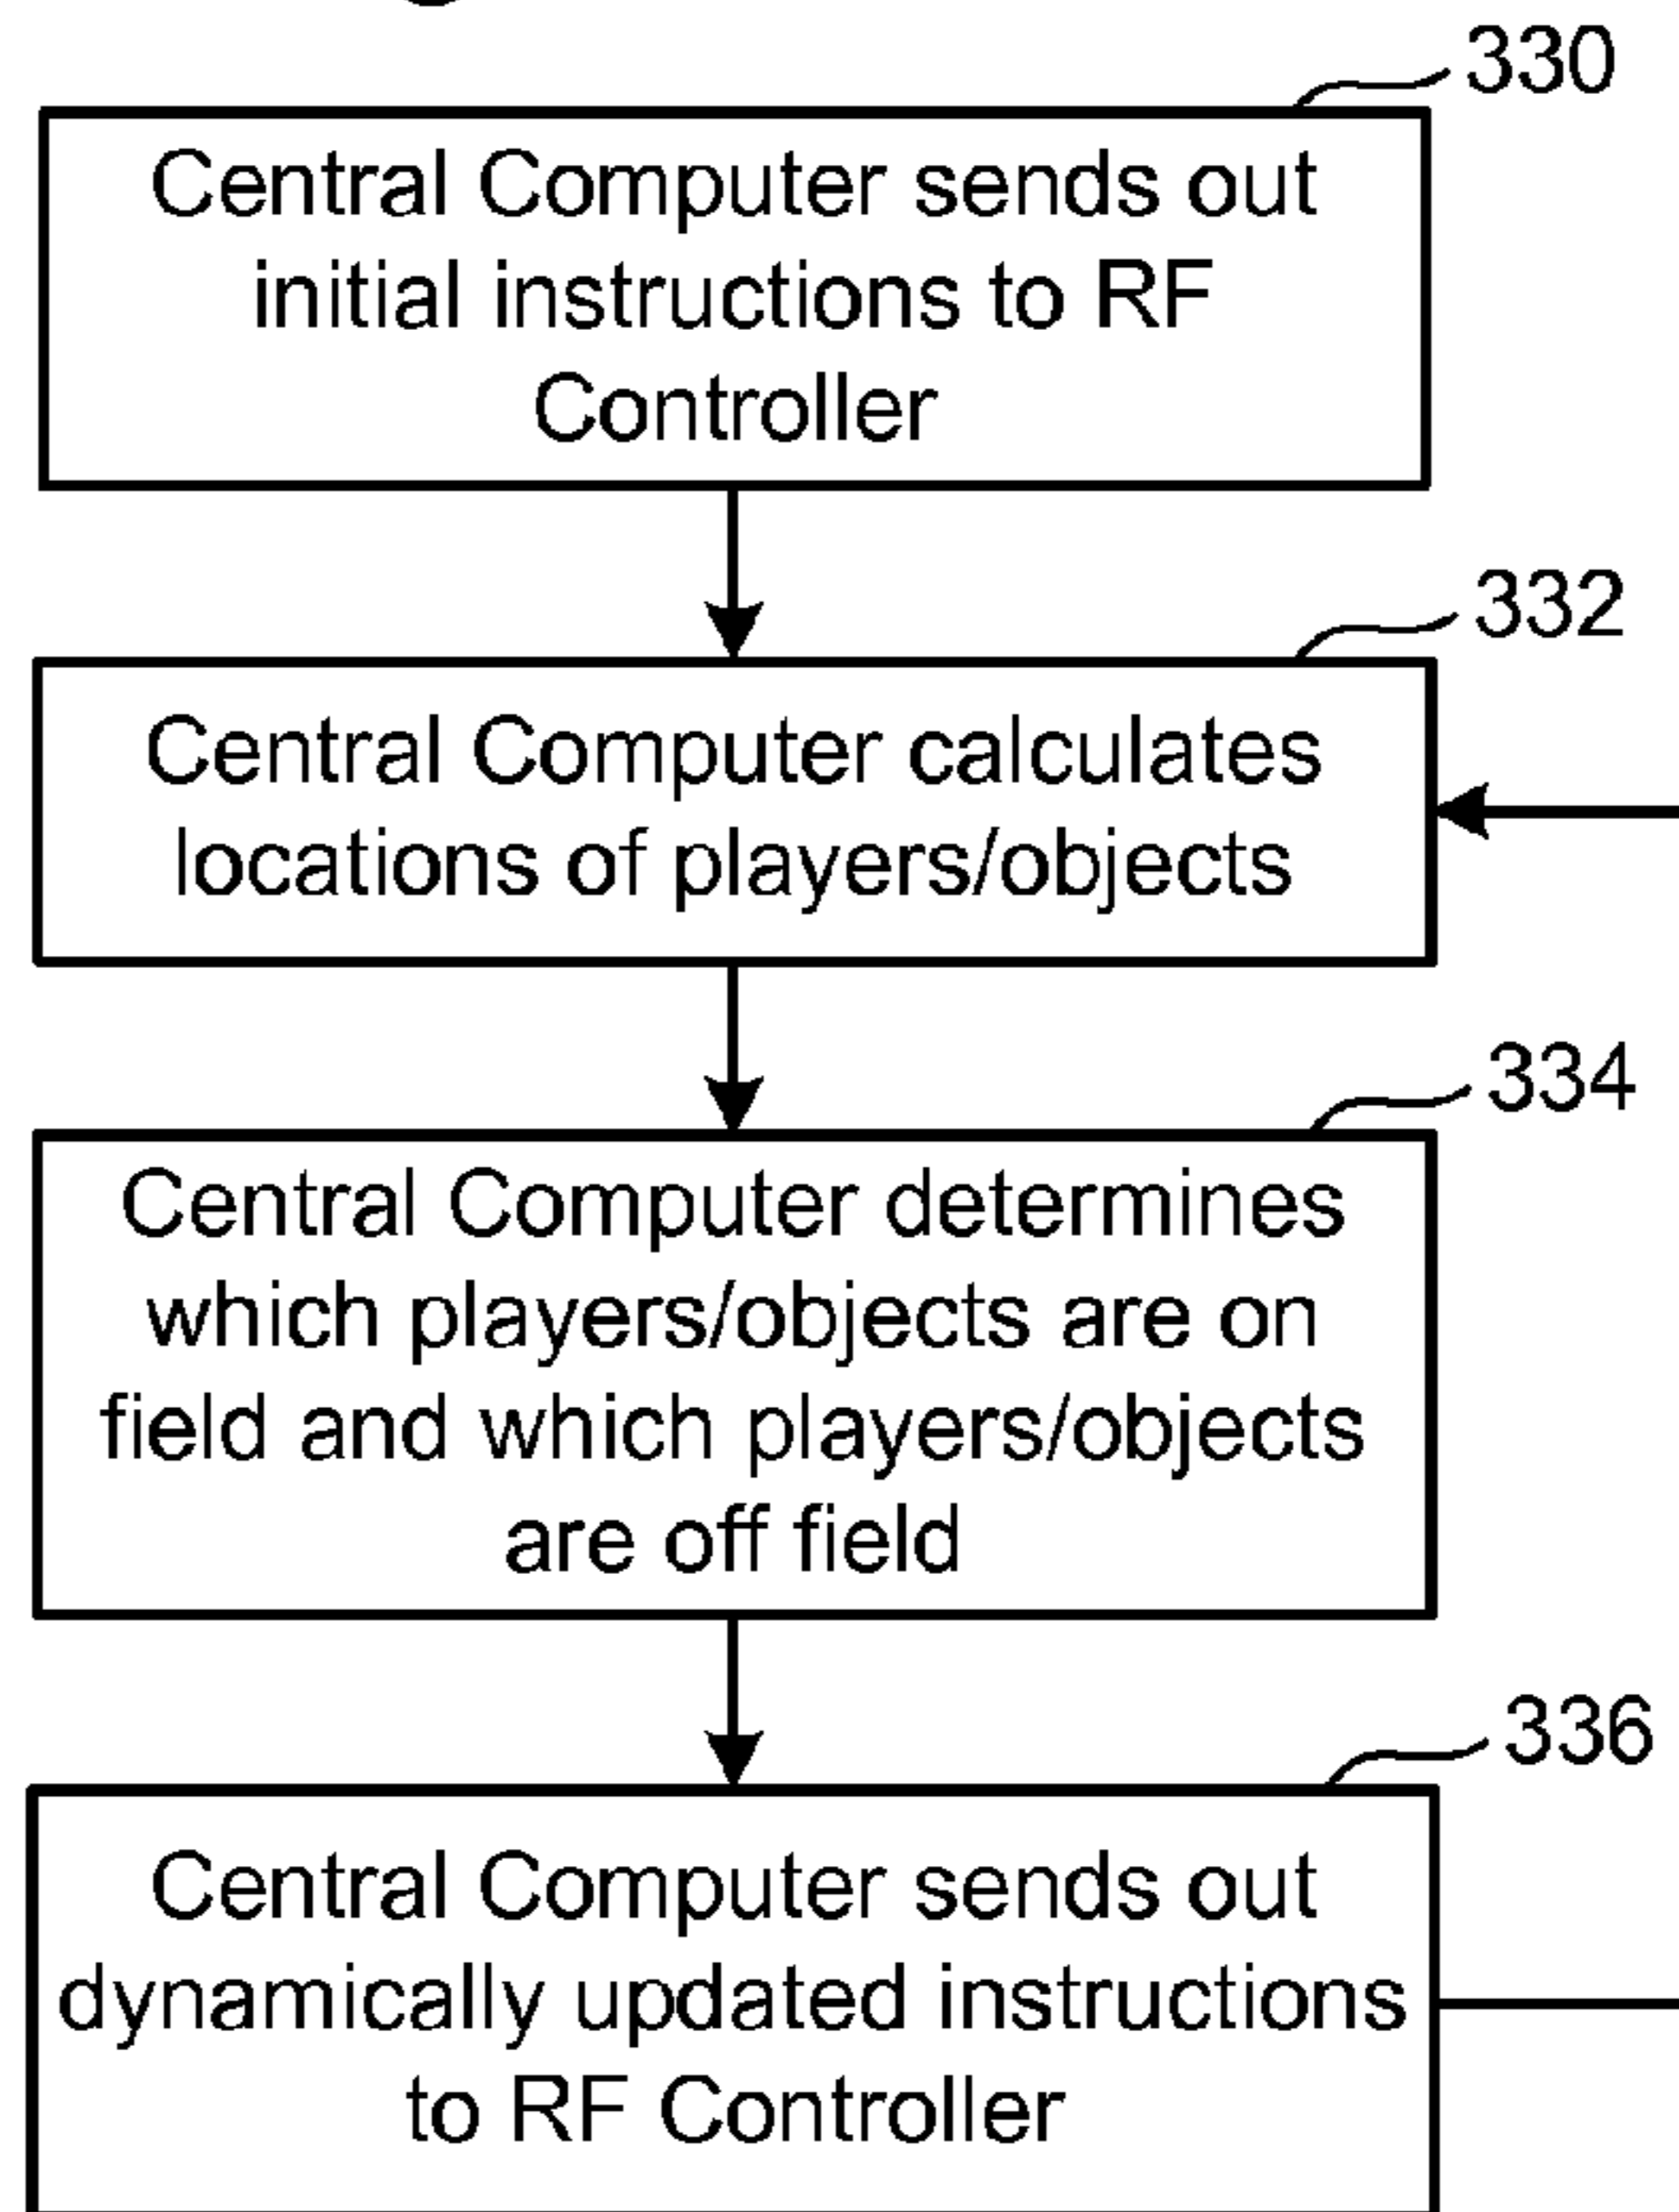 330
Central Computer sends out
initial instructions to RF
Controller
332
Central Computer calculates
locations of players/objects
334
Central Computer determines
which players/objects are on
field and which players/objects
are off field
336
Central Computer sends out
dynamically updated instructions
to RF Controller